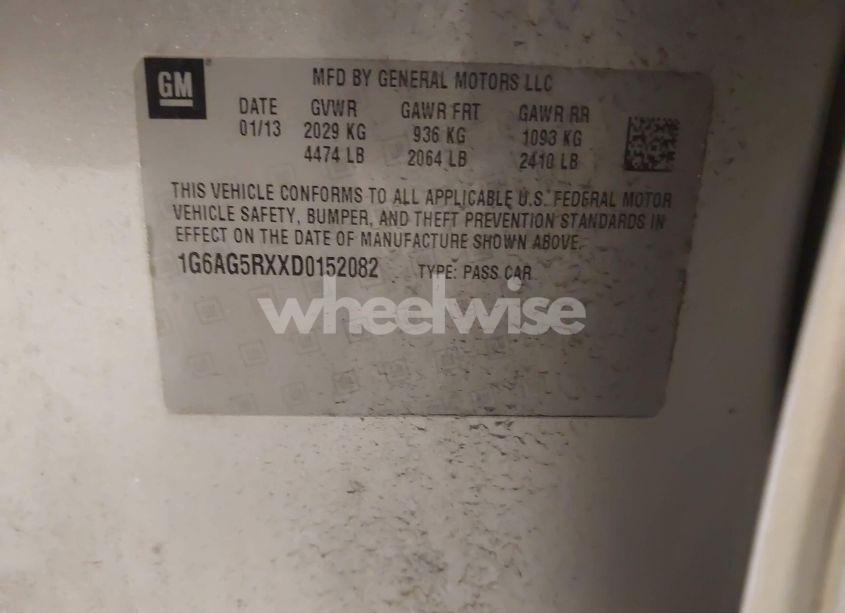 GM
MFD BY GENERAL MOTORS LLC
DATE GVWR GAWR FRT GAWR RR
01/13 2029 KG 936 KG 1093 KG
4474 LB 2064 LB 2410 LB
THIS VEHICLE CONFORMS TO ALL APPLICABLE U.S. FEDERAL MOTOR
VEHICLE SAFETY, BUMPER, AND THEFT PREVENTION STANDARDS IN
EFFECT ON THE DATE OF MANUFACTURE SHOWN ABOVE.
1G6AG5RXXD0152082 TYPE: PASS CAR
wheelwise